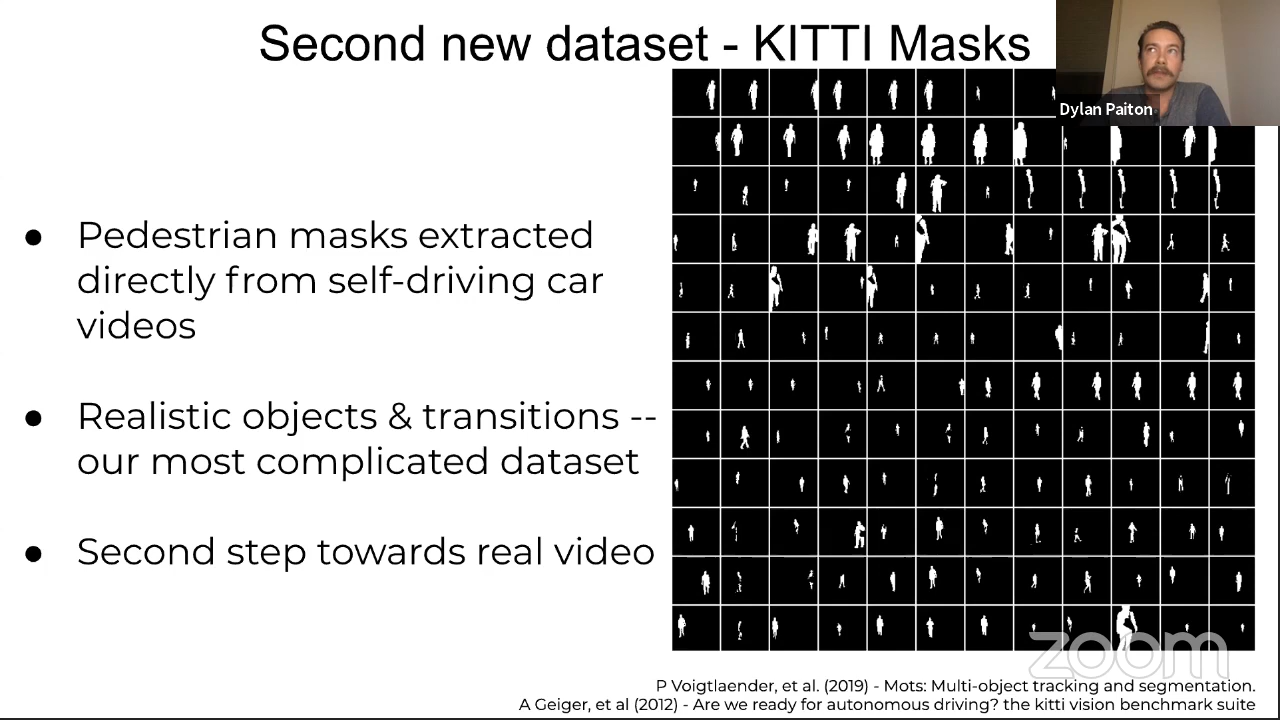 Second new dataset - KITTI Masks
Dylan Paiton
● Pedestrian masks extracted
directly from self-driving car
videos
● Realistic objects & transitions --
our most complicated dataset
● Second step towards real video
zoom
P Voigtlaender, et al. (2019) - Mots: Multi-object tracking and segmentation.
A Geiger, et al (2012) - Are we ready for autonomous driving? the kitti vision benchmark suite